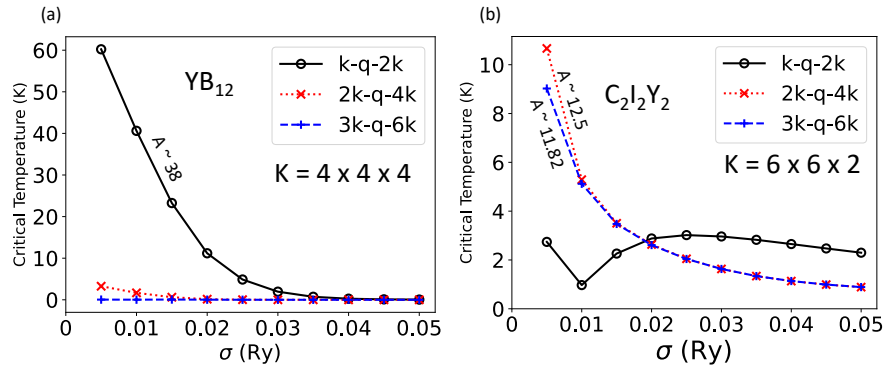 (a)
Critical Temperature (K)
60
50
40
30
20
10
0
0
0.01
0.02
0.03
0.04
0.05
σ (Ry)
YB₁₂
A ~ 38
k-q-2k
2k-q-4k
3k-q-6k
K = 4 x 4 x 4
(b)
Critical Temperature (K)
10
8
6
4
2
0
0
0.01
0.02
0.03
0.04
0.05
σ (Ry)
A ~ 12.5
A ~ 11.82
C₂I₂Y₂
k-q-2k
2k-q-4k
3k-q-6k
K = 6 x 6 x 2